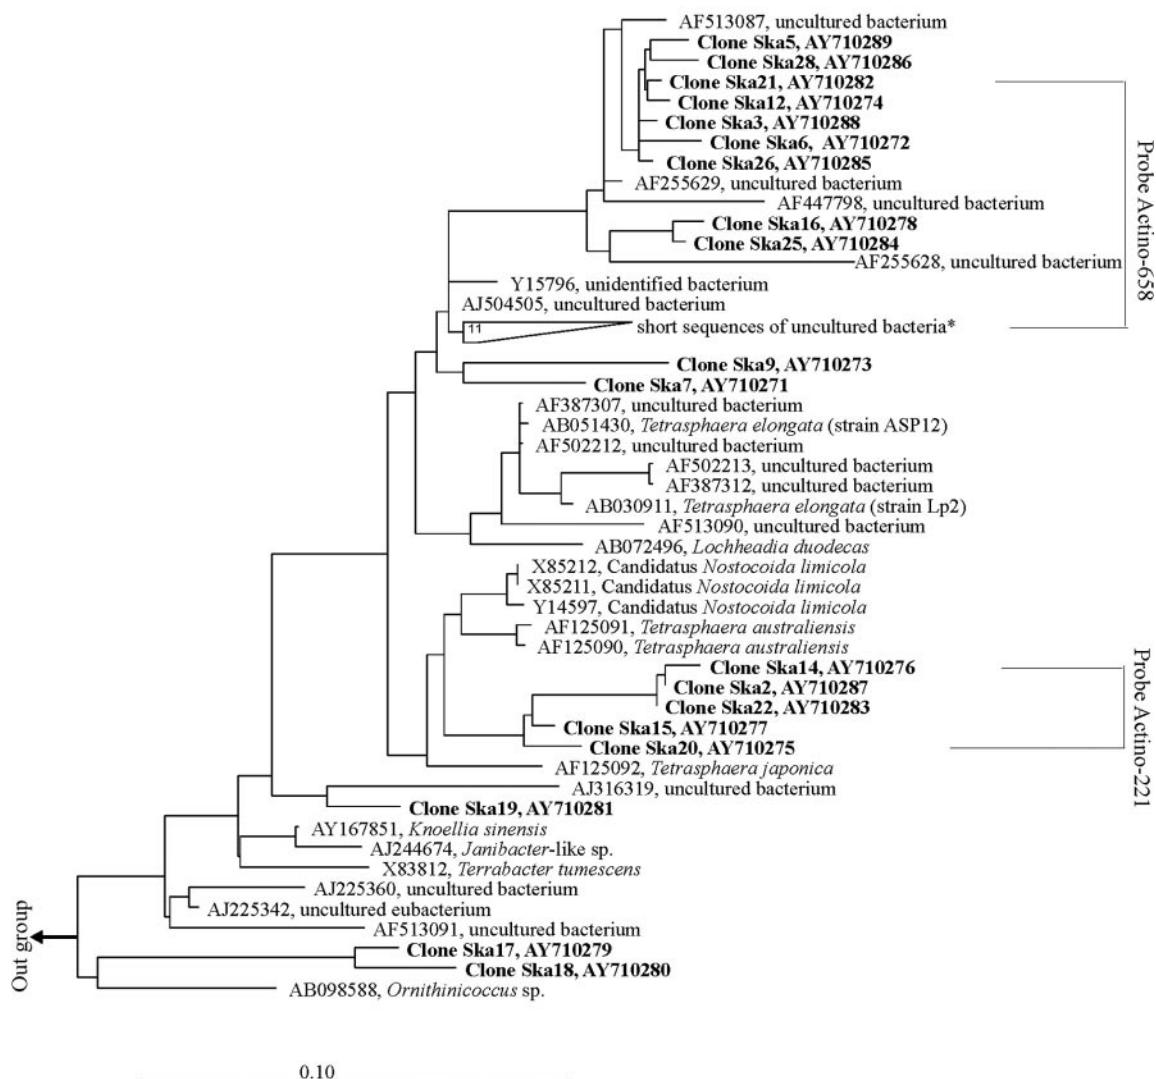 AF513087, uncultured bacterium
Clone Ska5, AY710289
Clone Ska28, AY710286
Clone Ska21, AY710282
Clone Ska12, AY710274
Clone Ska3, AY710288
Clone Ska6, AY710272
Clone Ska26, AY710285
AF255629, uncultured bacterium
AF447798, uncultured bacterium
Clone Ska16, AY710278
Clone Ska25, AY710284
AF255628, uncultured bacterium
Y15796, unidentified bacterium
AJ504505, uncultured bacterium
11
short sequences of uncultured bacteria*
Probe Actino-658
Clone Ska9, AY710273
Clone Ska7, AY710271
AF387307, uncultured bacterium
AB051430, Tetrasphaera elongata (strain ASP12)
AF502212, uncultured bacterium
AF502213, uncultured bacterium
AF387312, uncultured bacterium
AB030911, Tetrasphaera elongata (strain Lp2)
AF513090, uncultured bacterium
AB072496, Lochheadia duodecas
X85212, Candidatus Nostocoida limicola
X85211, Candidatus Nostocoida limicola
Y14597, Candidatus Nostocoida limicola
AF125091, Tetrasphaera australiensis
AF125090, Tetrasphaera australiensis
Clone Ska14, AY710276
Clone Ska2, AY710287
Clone Ska22, AY710283
Clone Ska15, AY710277
Clone Ska20, AY710275
Probe Actino-221
AF125092, Tetrasphaera japonica
AJ316319, uncultured bacterium
Clone Ska19, AY710281
AY167851, Knoellia sinensis
AJ244674, Janibacter-like sp.
X83812, Terrabacter tumescens
AJ225360, uncultured bacterium
AJ225342, uncultured eubacterium
AF513091, uncultured bacterium
Clone Ska17, AY710279
Clone Ska18, AY710280
AB098588, Ornithinicoccus sp.
Out group
0.10